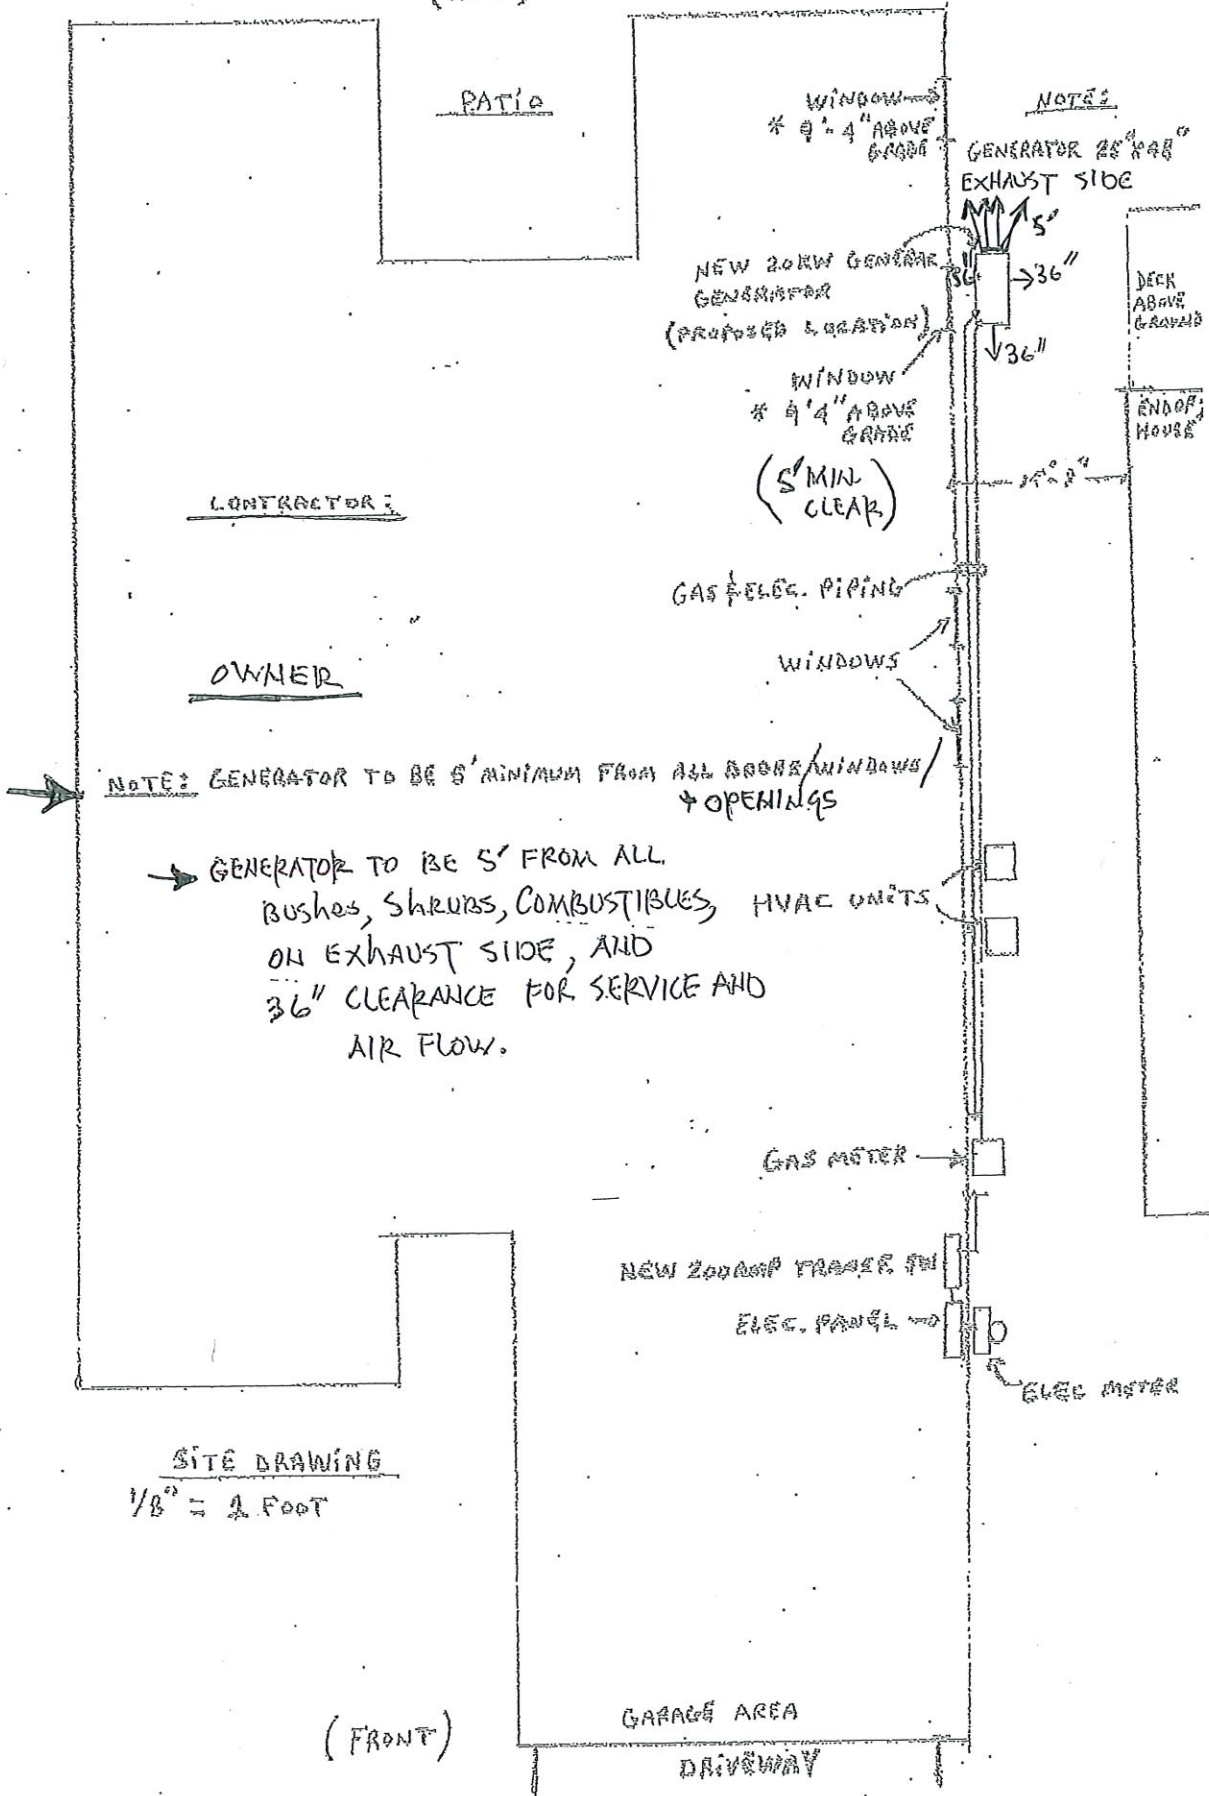 PATIO
WINDOW
* 9'-4" ABOVE
GRADE
NOTE:
GENERATOR 25"X48"
EXHAUST SIDE
5'
NEW 20KW GENERAC
GENERATOR
(PROPOSED LOCATION)
36"
36"
36"
DECK
ABOVE
GROUND
WINDOW
* 9'4" ABOVE
GRADE
(5' MIN.
CLEAR)
END OF
HOUSE
CONTRACTOR:
GAS & ELEC. PIPING
WINDOWS
OWNER
NOTE: GENERATOR TO BE 5' MINIMUM FROM ALL DOORS/WINDOWS/
+ OPENINGS
GENERATOR TO BE 5' FROM ALL
BUSHES, SHRUBS, COMBUSTIBLES,
ON EXHAUST SIDE, AND
36" CLEARANCE FOR SERVICE AND
AIR FLOW.
HVAC UNITS
GAS METER
NEW 200AMP TRANSF. SW
ELEC. PANEL
ELEC METER
SITE DRAWING
1/8" = 1 FOOT
(FRONT)
GARAGE AREA
DRIVEWAY